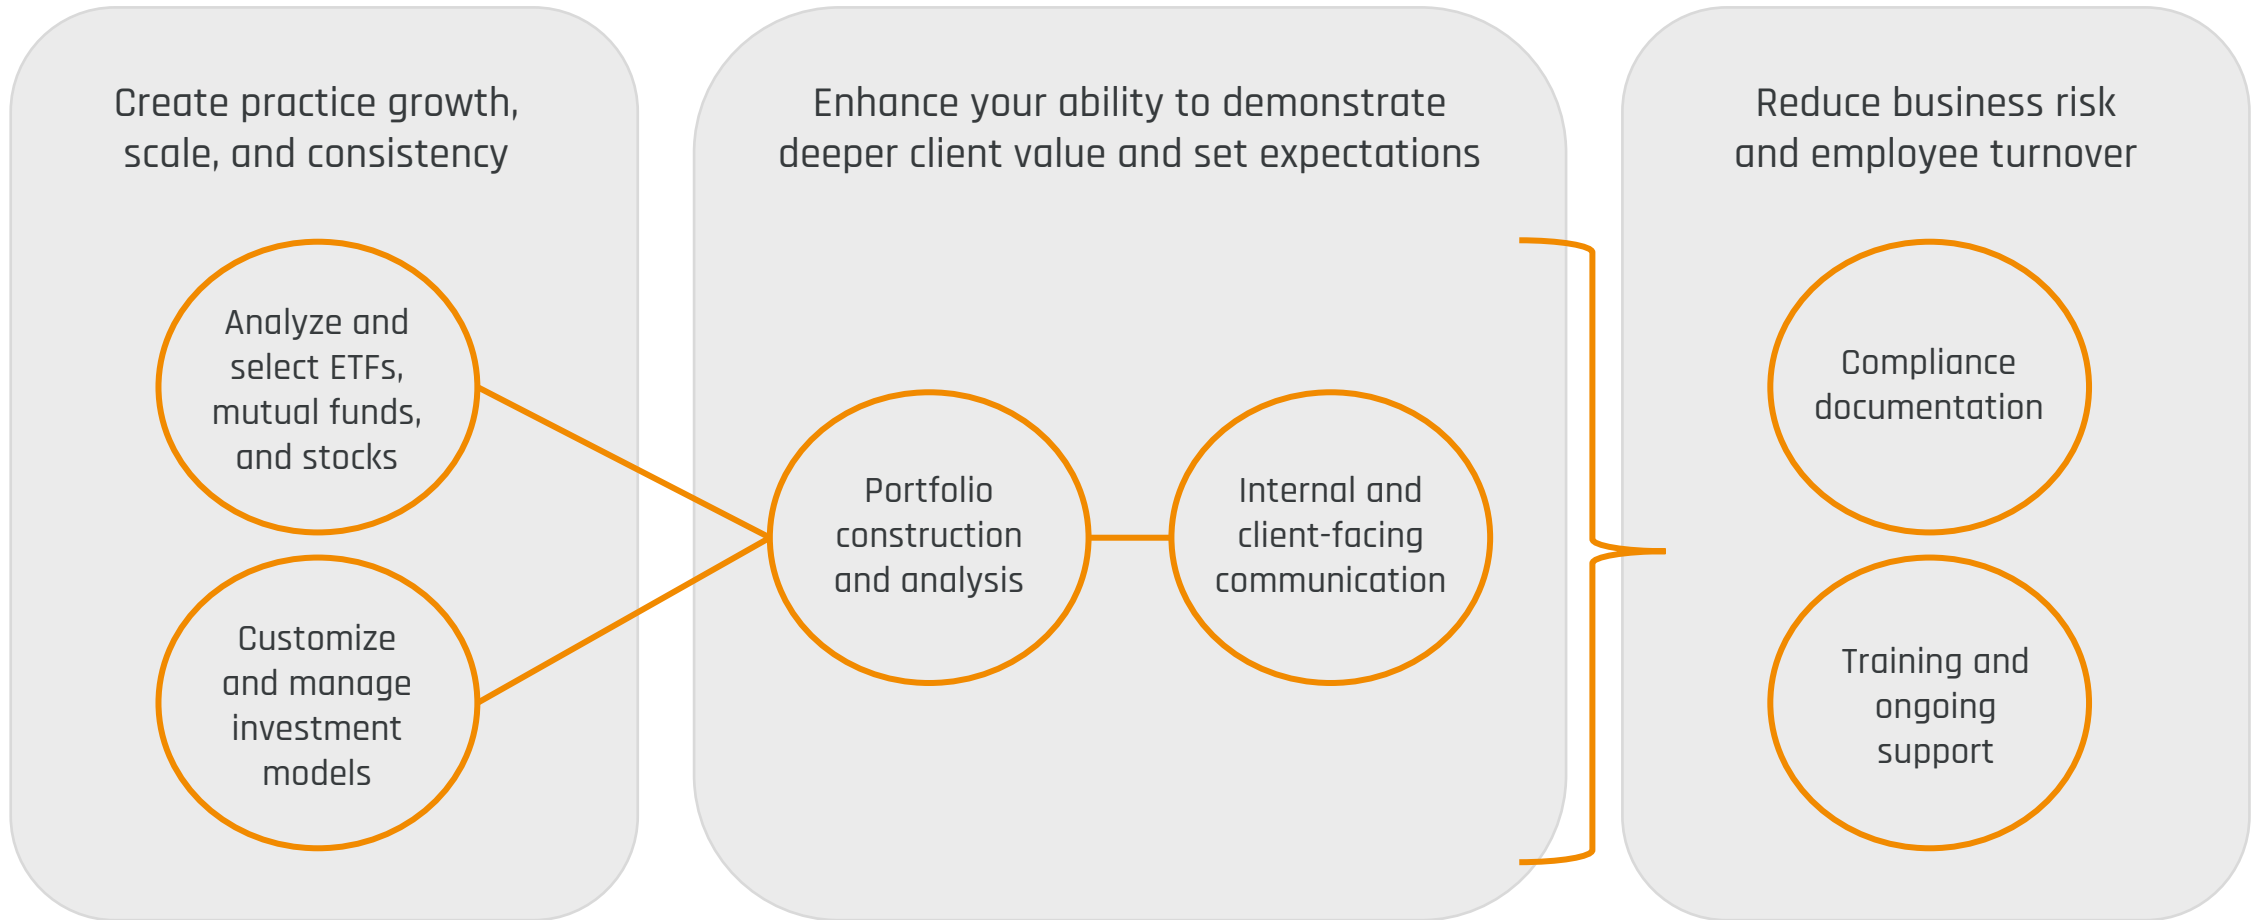 Create practice growth,
scale, and consistency
Analyze and
select ETFs,
mutual funds,
and stocks
Customize
and manage
investment
models
Enhance your ability to demonstrate
deeper client value and set expectations
Portfolio
construction
and analysis
Internal and
client-facing
communication
Reduce business risk
and employee turnover
Compliance
documentation
Training and
ongoing
support